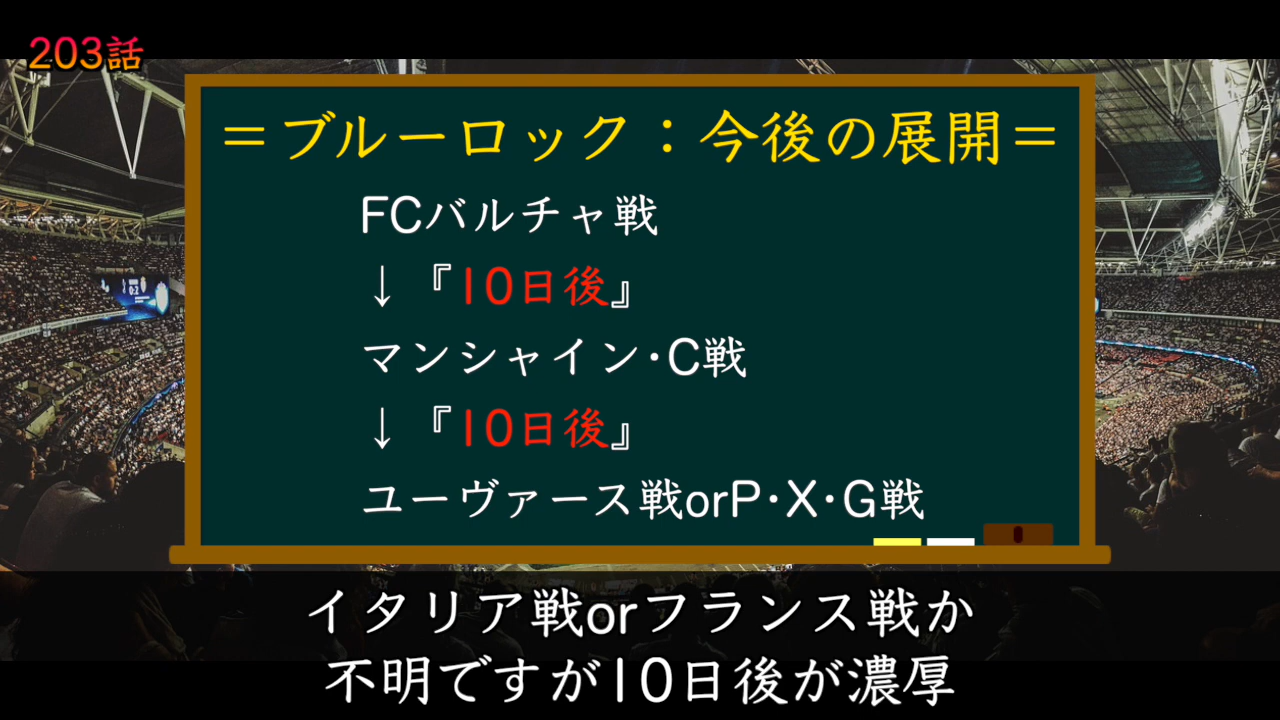 203話
＝ブルーロック：今後の展開＝
FCバルチャ戦
↓『10日後』
マンシャイン・C戦
↓『10日後』
ユーヴァース戦orP・X・G戦
イタリア戦orフランス戦か
不明ですが10日後が濃厚